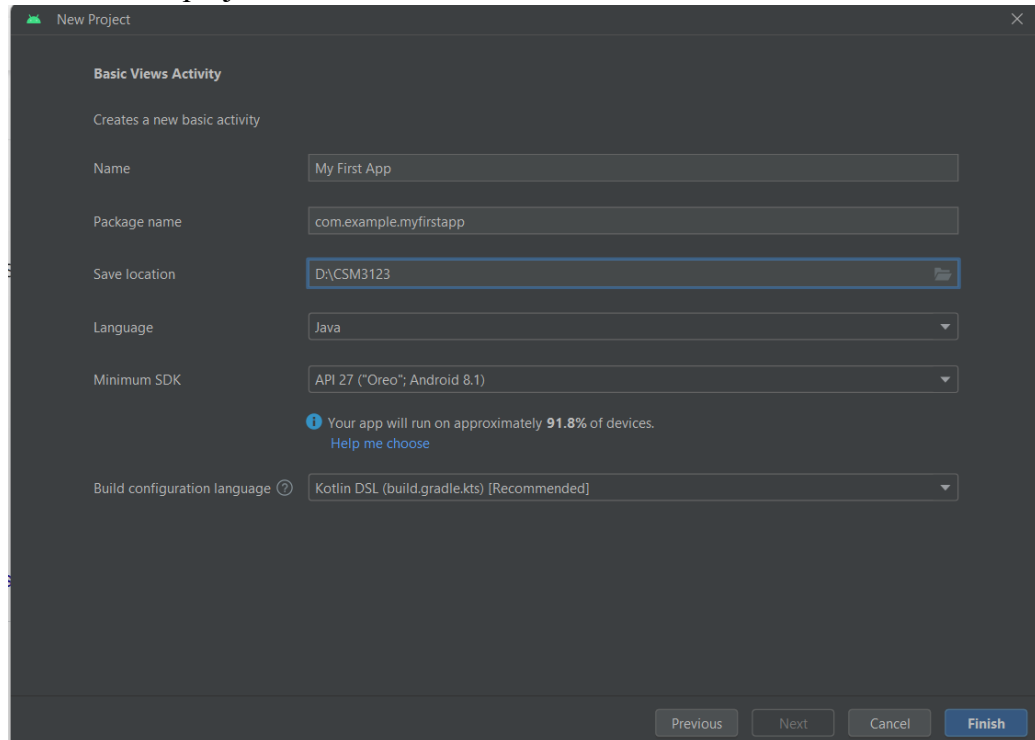 New Project
Basic Views Activity
Creates a new basic activity
Name My First App
Package name com.example.myfirstapp
Save location D:\CSM3123
Language Java
Minimum SDK API 27 ("Oreo"; Android 8.1)
Your app will run on approximately 91.8% of devices.
Help me choose
Build configuration language ? Kotlin DSL (build.gradle.kts) [Recommended]
Previous Next Cancel Finish